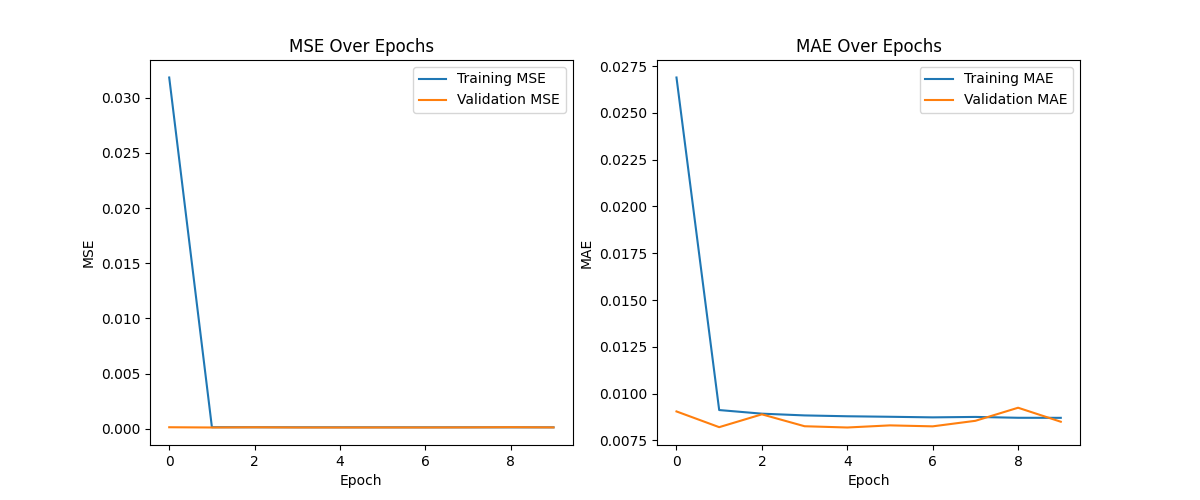 MSE Over Epochs
0.030
0.025
0.020
0.015
0.010
0.005
0.000
MSE
0 2 4 6 8
Epoch
Training MSE
Validation MSE
MAE Over Epochs
0.0275
0.0250
0.0225
0.0200
0.0175
0.0150
0.0125
0.0100
0.0075
MAE
0 2 4 6 8
Epoch
Training MAE
Validation MAE